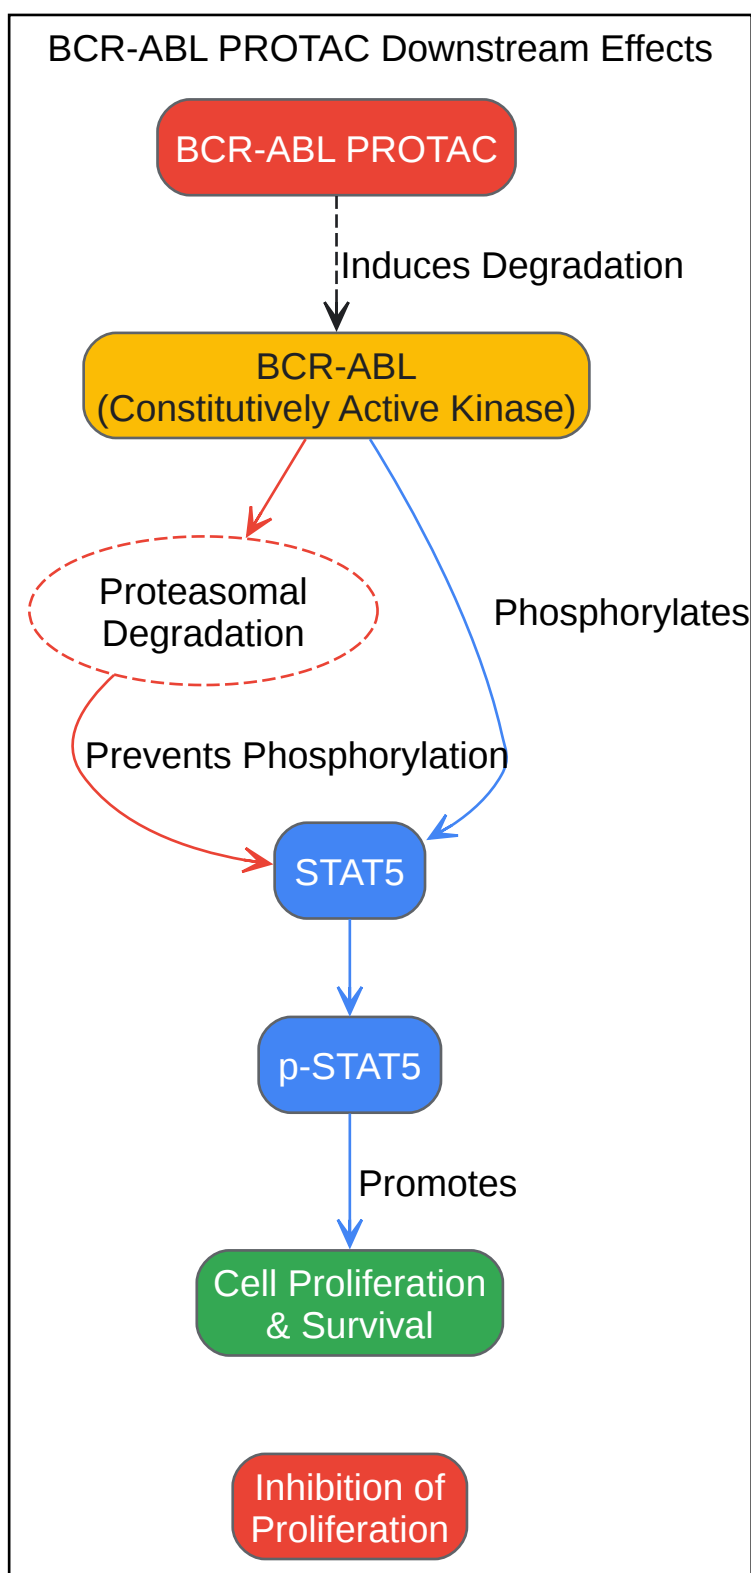 BCR-ABL PROTAC Downstream Effects
BCR-ABL PROTAC
Induces Degradation
BCR-ABL
(Constitutively Active Kinase)
Proteasomal
Degradation
Phosphorylates
Prevents Phosphorylation
STAT5
p-STAT5
Promotes
Cell Proliferation
& Survival
Inhibition of
Proliferation